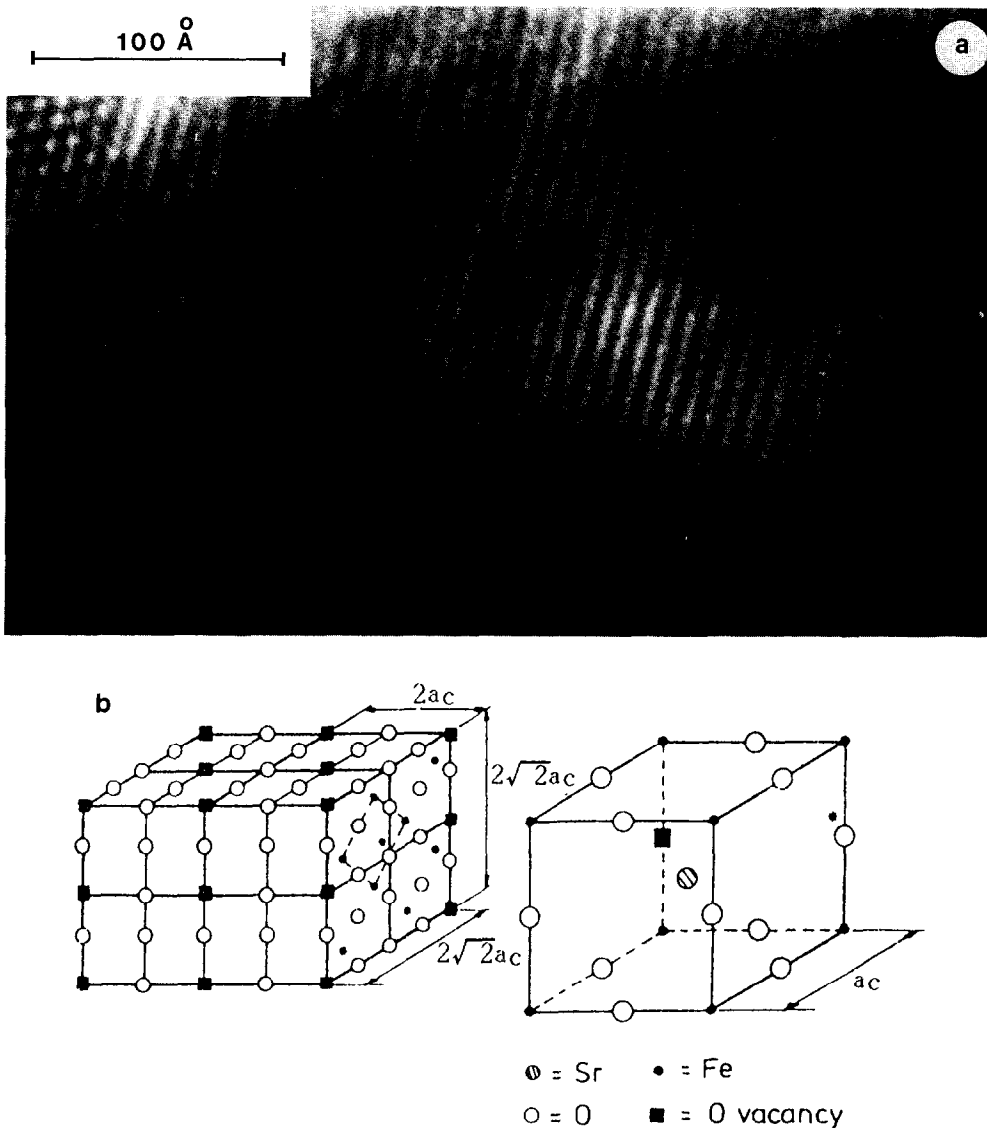 100 Å
a
b
2ac
2√2ac
2√2ac
ac
= Sr
= Fe
= O
= O vacancy